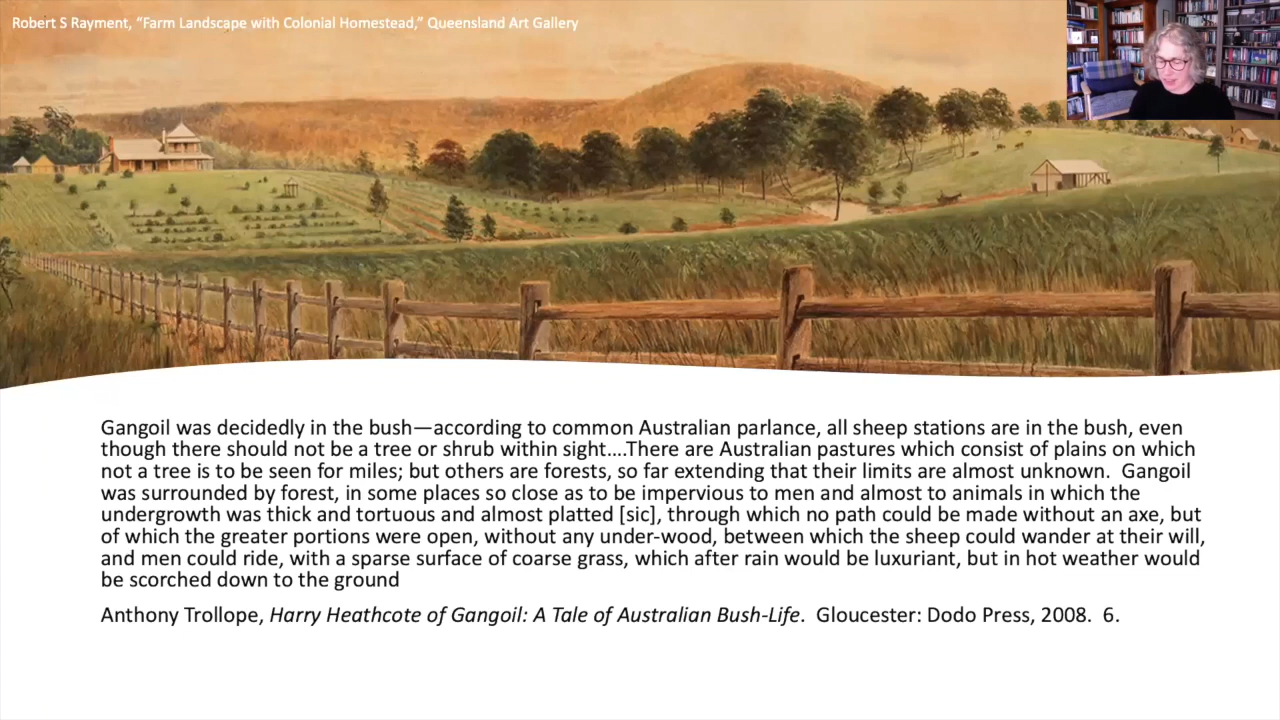 Robert S Rayment, “Farm Landscape with Colonial Homestead,” Queensland Art Gallery
Gangoil was decidedly in the bush—according to common Australian parlance, all sheep stations are in the bush, even
though there should not be a tree or shrub within sight....There are Australian pastures which consist of plains on which
not a tree is to be seen for miles; but others are forests, so far extending that their limits are almost unknown.  Gangoil
was surrounded by forest, in some places so close as to be impervious to men and almost to animals in which the
undergrowth was thick and tortuous and almost platted [sic], through which no path could be made without an axe, but
of which the greater portions were open, without any under-wood, between which the sheep could wander at their will,
and men could ride, with a sparse surface of coarse grass, which after rain would be luxuriant, but in hot weather would
be scorched down to the ground
Anthony Trollope, Harry Heathcote of Gangoil: A Tale of Australian Bush-Life.  Gloucester: Dodo Press, 2008.  6.